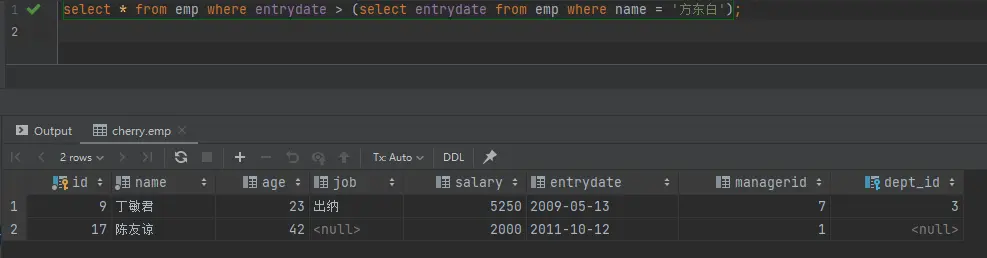 1 select * from emp where entrydate > (select entrydate from emp where name = '方东白');
2
Output cherry.emp
2 rows Tx: Auto DDL
id name age job salary entrydate managerid dept_id
1 9 丁敏君 23 出纳 5250 2009-05-13 7 3
2 17 陈友谅 42 <null> 2000 2011-10-12 1 <null>